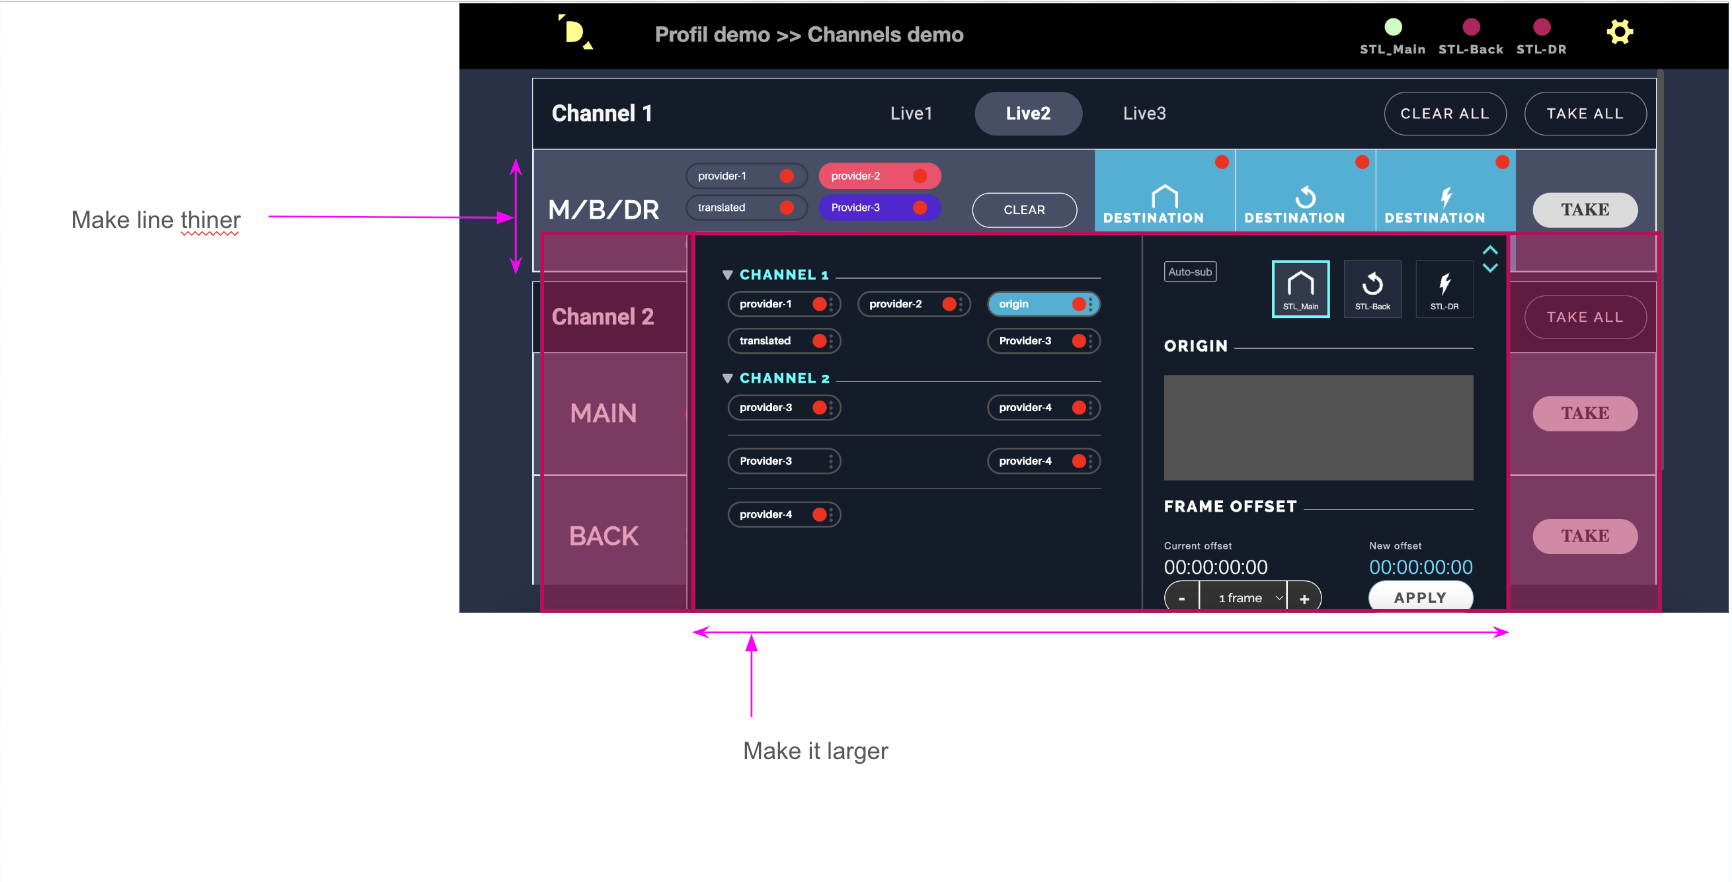 Profil demo >> Channels demo
STL_Main STL-Back STL-DR
Channel 1 Live1 Live2 Live3 CLEAR ALL TAKE ALL
provider-1 provider-2
translated Provider-3
M/B/DR CLEAR DESTINATION DESTINATION DESTINATION TAKE
Make line thiner
CHANNEL 1
provider-1 provider-2 origin
translated Provider-3
CHANNEL 2
provider-3 provider-4
Provider-3 provider-4
provider-4
Auto-sub
STL_Main STL-Back STL-DR
ORIGIN
FRAME OFFSET
Current offset New offset
00:00:00:00 00:00:00:00
- 1 frame + APPLY
Channel 2 TAKE ALL
MAIN TAKE
BACK TAKE
Make it larger